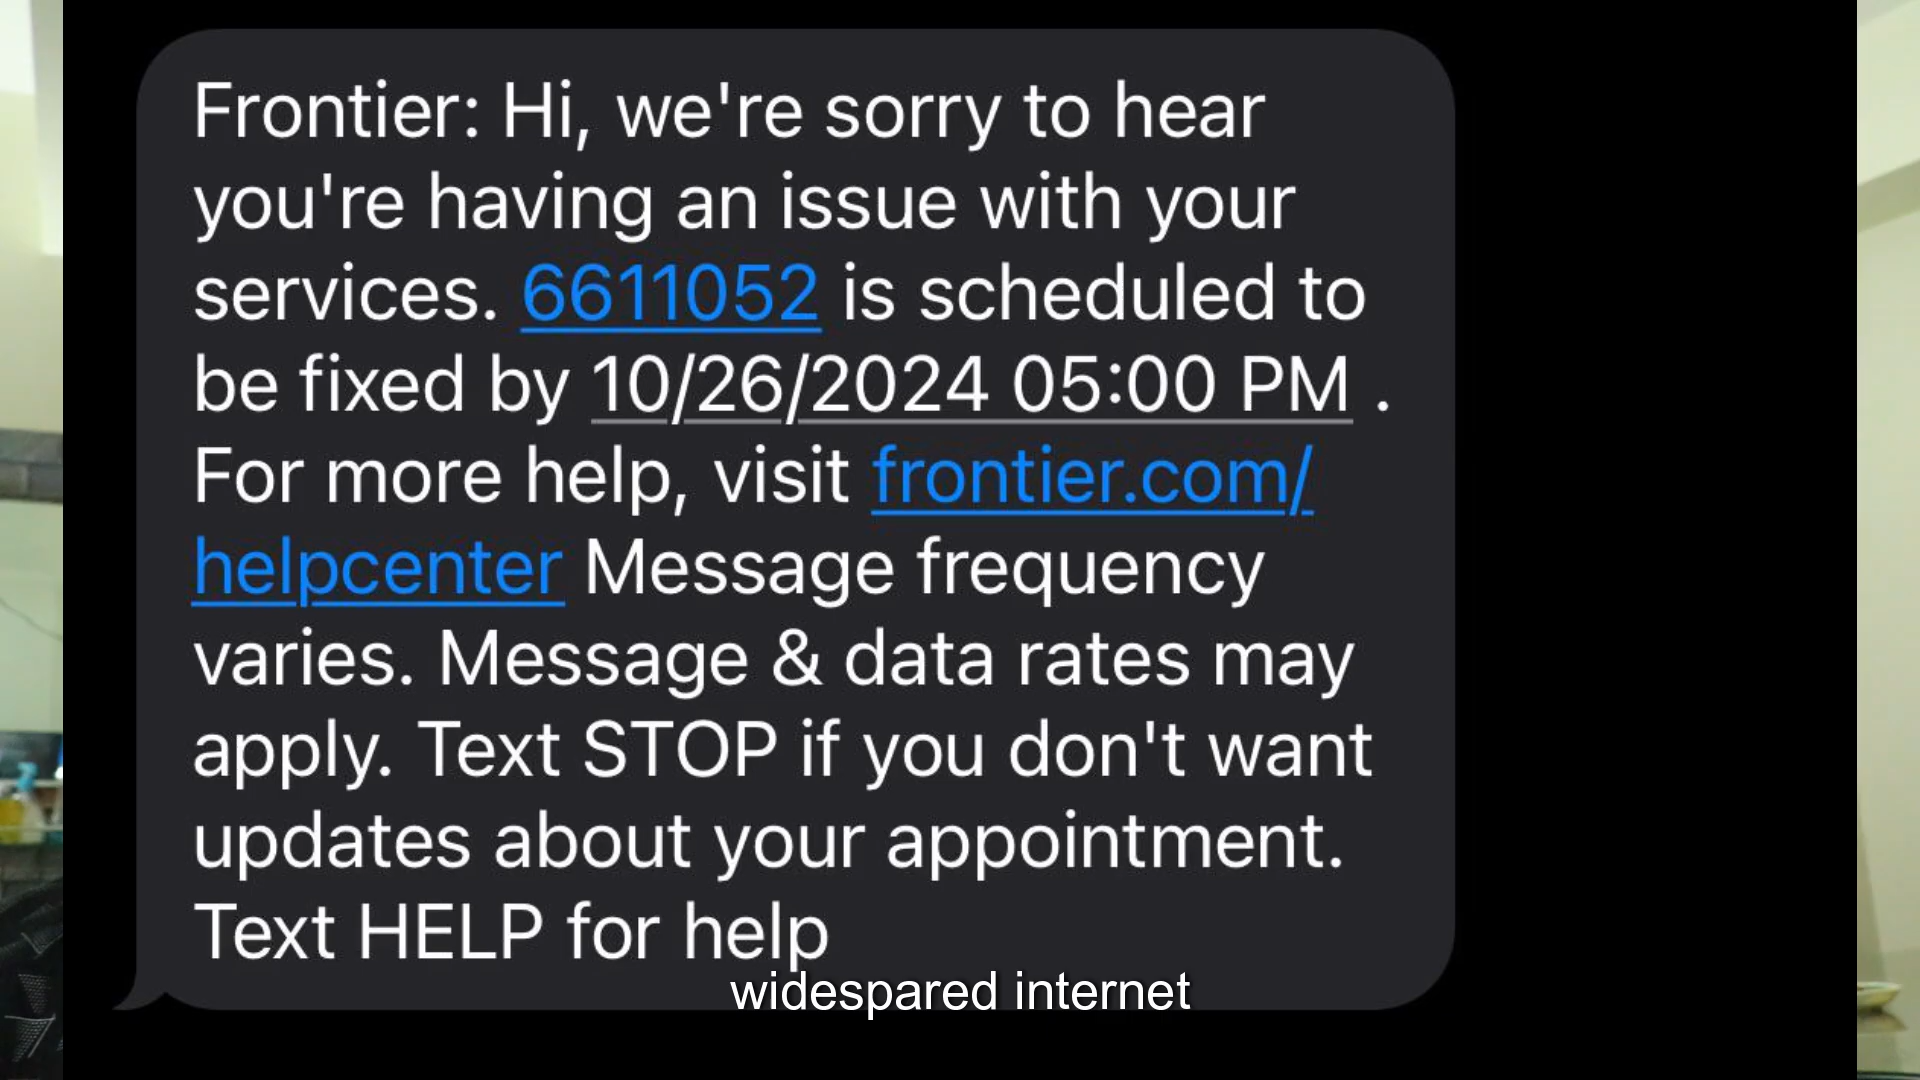 Frontier: Hi, we're sorry to hear
you're having an issue with your
services. 6611052 is scheduled to
be fixed by 10/26/2024 05:00 PM .
For more help, visit frontier.com/
helpcenter Message frequency
varies. Message & data rates may
apply. Text STOP if you don't want
updates about your appointment.
Text HELP for help
widespared internet